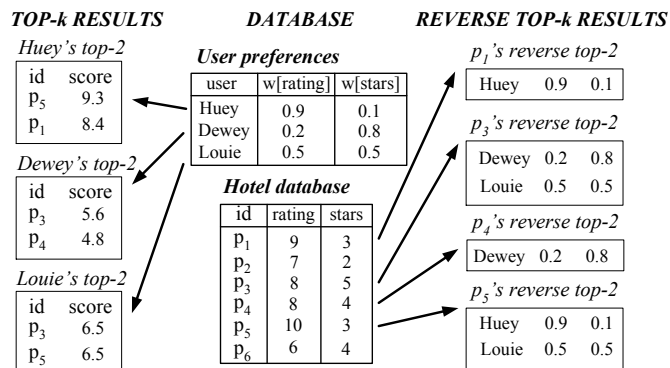 TOP-k RESULTS
Huey's top-2
id score
p5 9.3
p1 8.4
Dewey's top-2
id score
p3 5.6
p4 4.8
Louie's top-2
id score
p3 6.5
p5 6.5
DATABASE
User preferences
user w[rating] w[stars]
Huey 0.9 0.1
Dewey 0.2 0.8
Louie 0.5 0.5
Hotel database
id rating stars
p1 9 3
p2 7 2
p3 8 5
p4 8 4
p5 10 3
p6 6 4
REVERSE TOP-k RESULTS
p1's reverse top-2
Huey 0.9 0.1
p3's reverse top-2
Dewey 0.2 0.8
Louie 0.5 0.5
p4's reverse top-2
Dewey 0.2 0.8
p5's reverse top-2
Huey 0.9 0.1
Louie 0.5 0.5